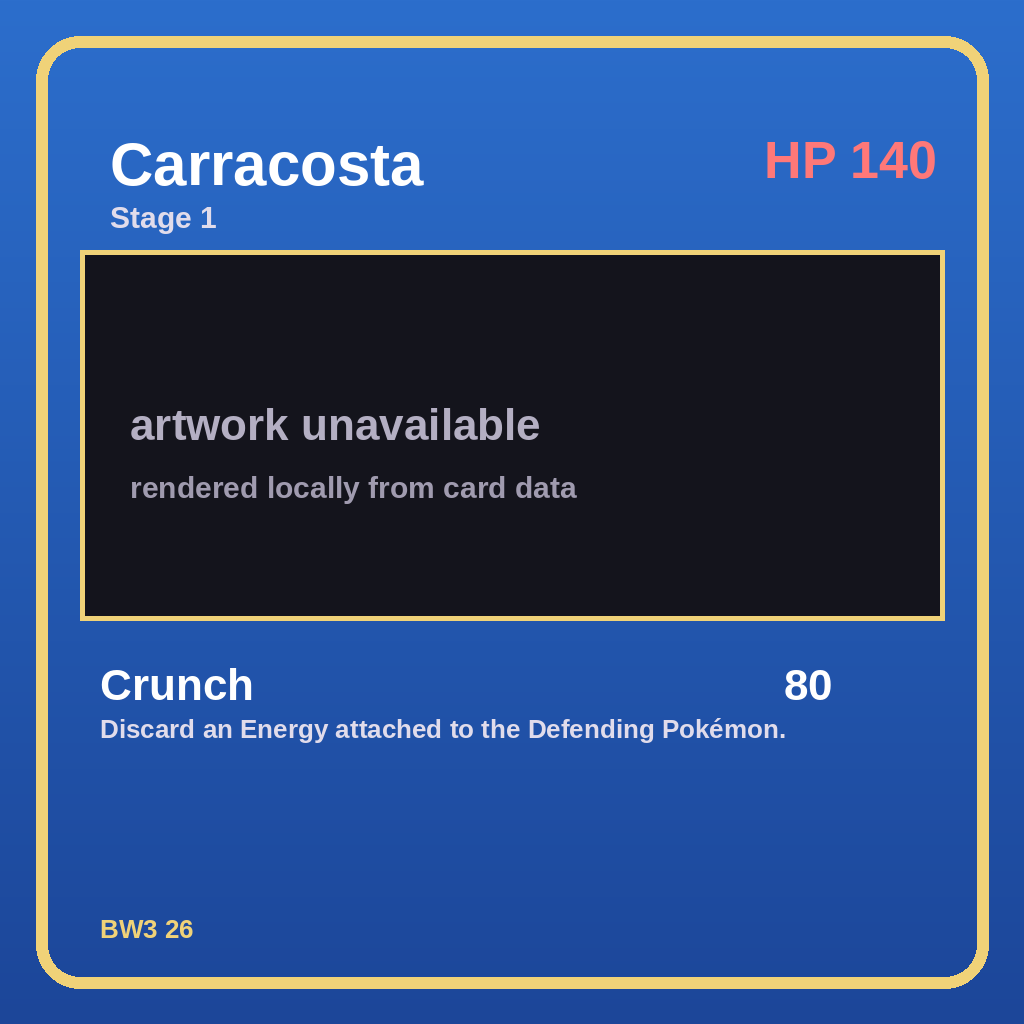 Carracosta
HP 140
Stage 1
artwork unavailable
rendered locally from card data
Crunch
80
Discard an Energy attached to the Defending Pokémon.
BW3 26